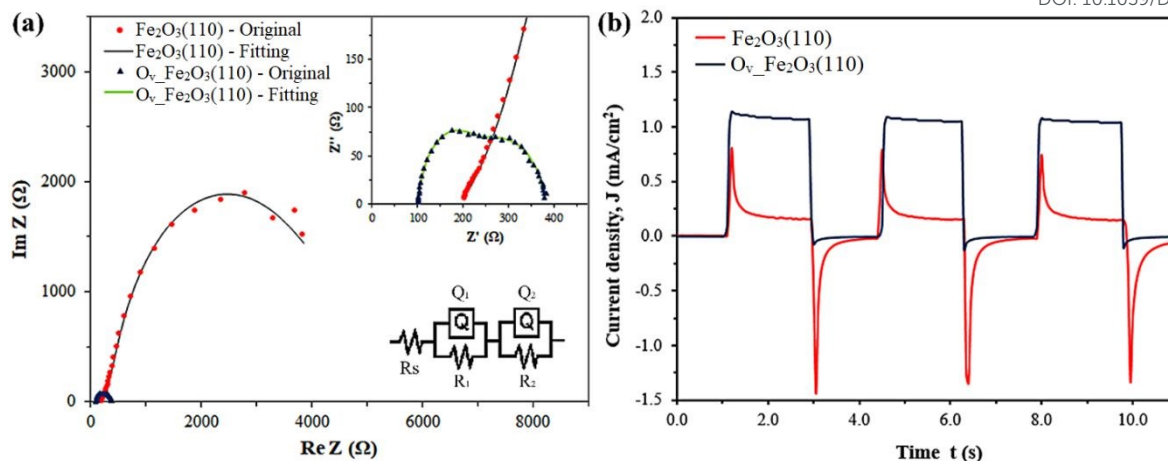 DOI: 10.1039/D
(a)
Fe₂O₃(110) - Original
Fe₂O₃(110) - Fitting
Oᵥ_Fe₂O₃(110) - Original
Oᵥ_Fe₂O₃(110) - Fitting
3000
2000
1000
0
Im Z (Ω)
0 2000 4000 6000 8000
Re Z (Ω)
175
150
125
100
75
50
25
0
Z'' (Ω)
0 100 200 300 400
Z' (Ω)
Q₁ Q₂
Q Q
Rs R₁ R₂
(b)
Fe₂O₃(110)
Oᵥ_Fe₂O₃(110)
2.0
1.5
1.0
0.5
0.0
-0.5
-1.0
-1.5
Current density, J (mA/cm²)
0.0 2.0 4.0 6.0 8.0 10.0
Time t (s)